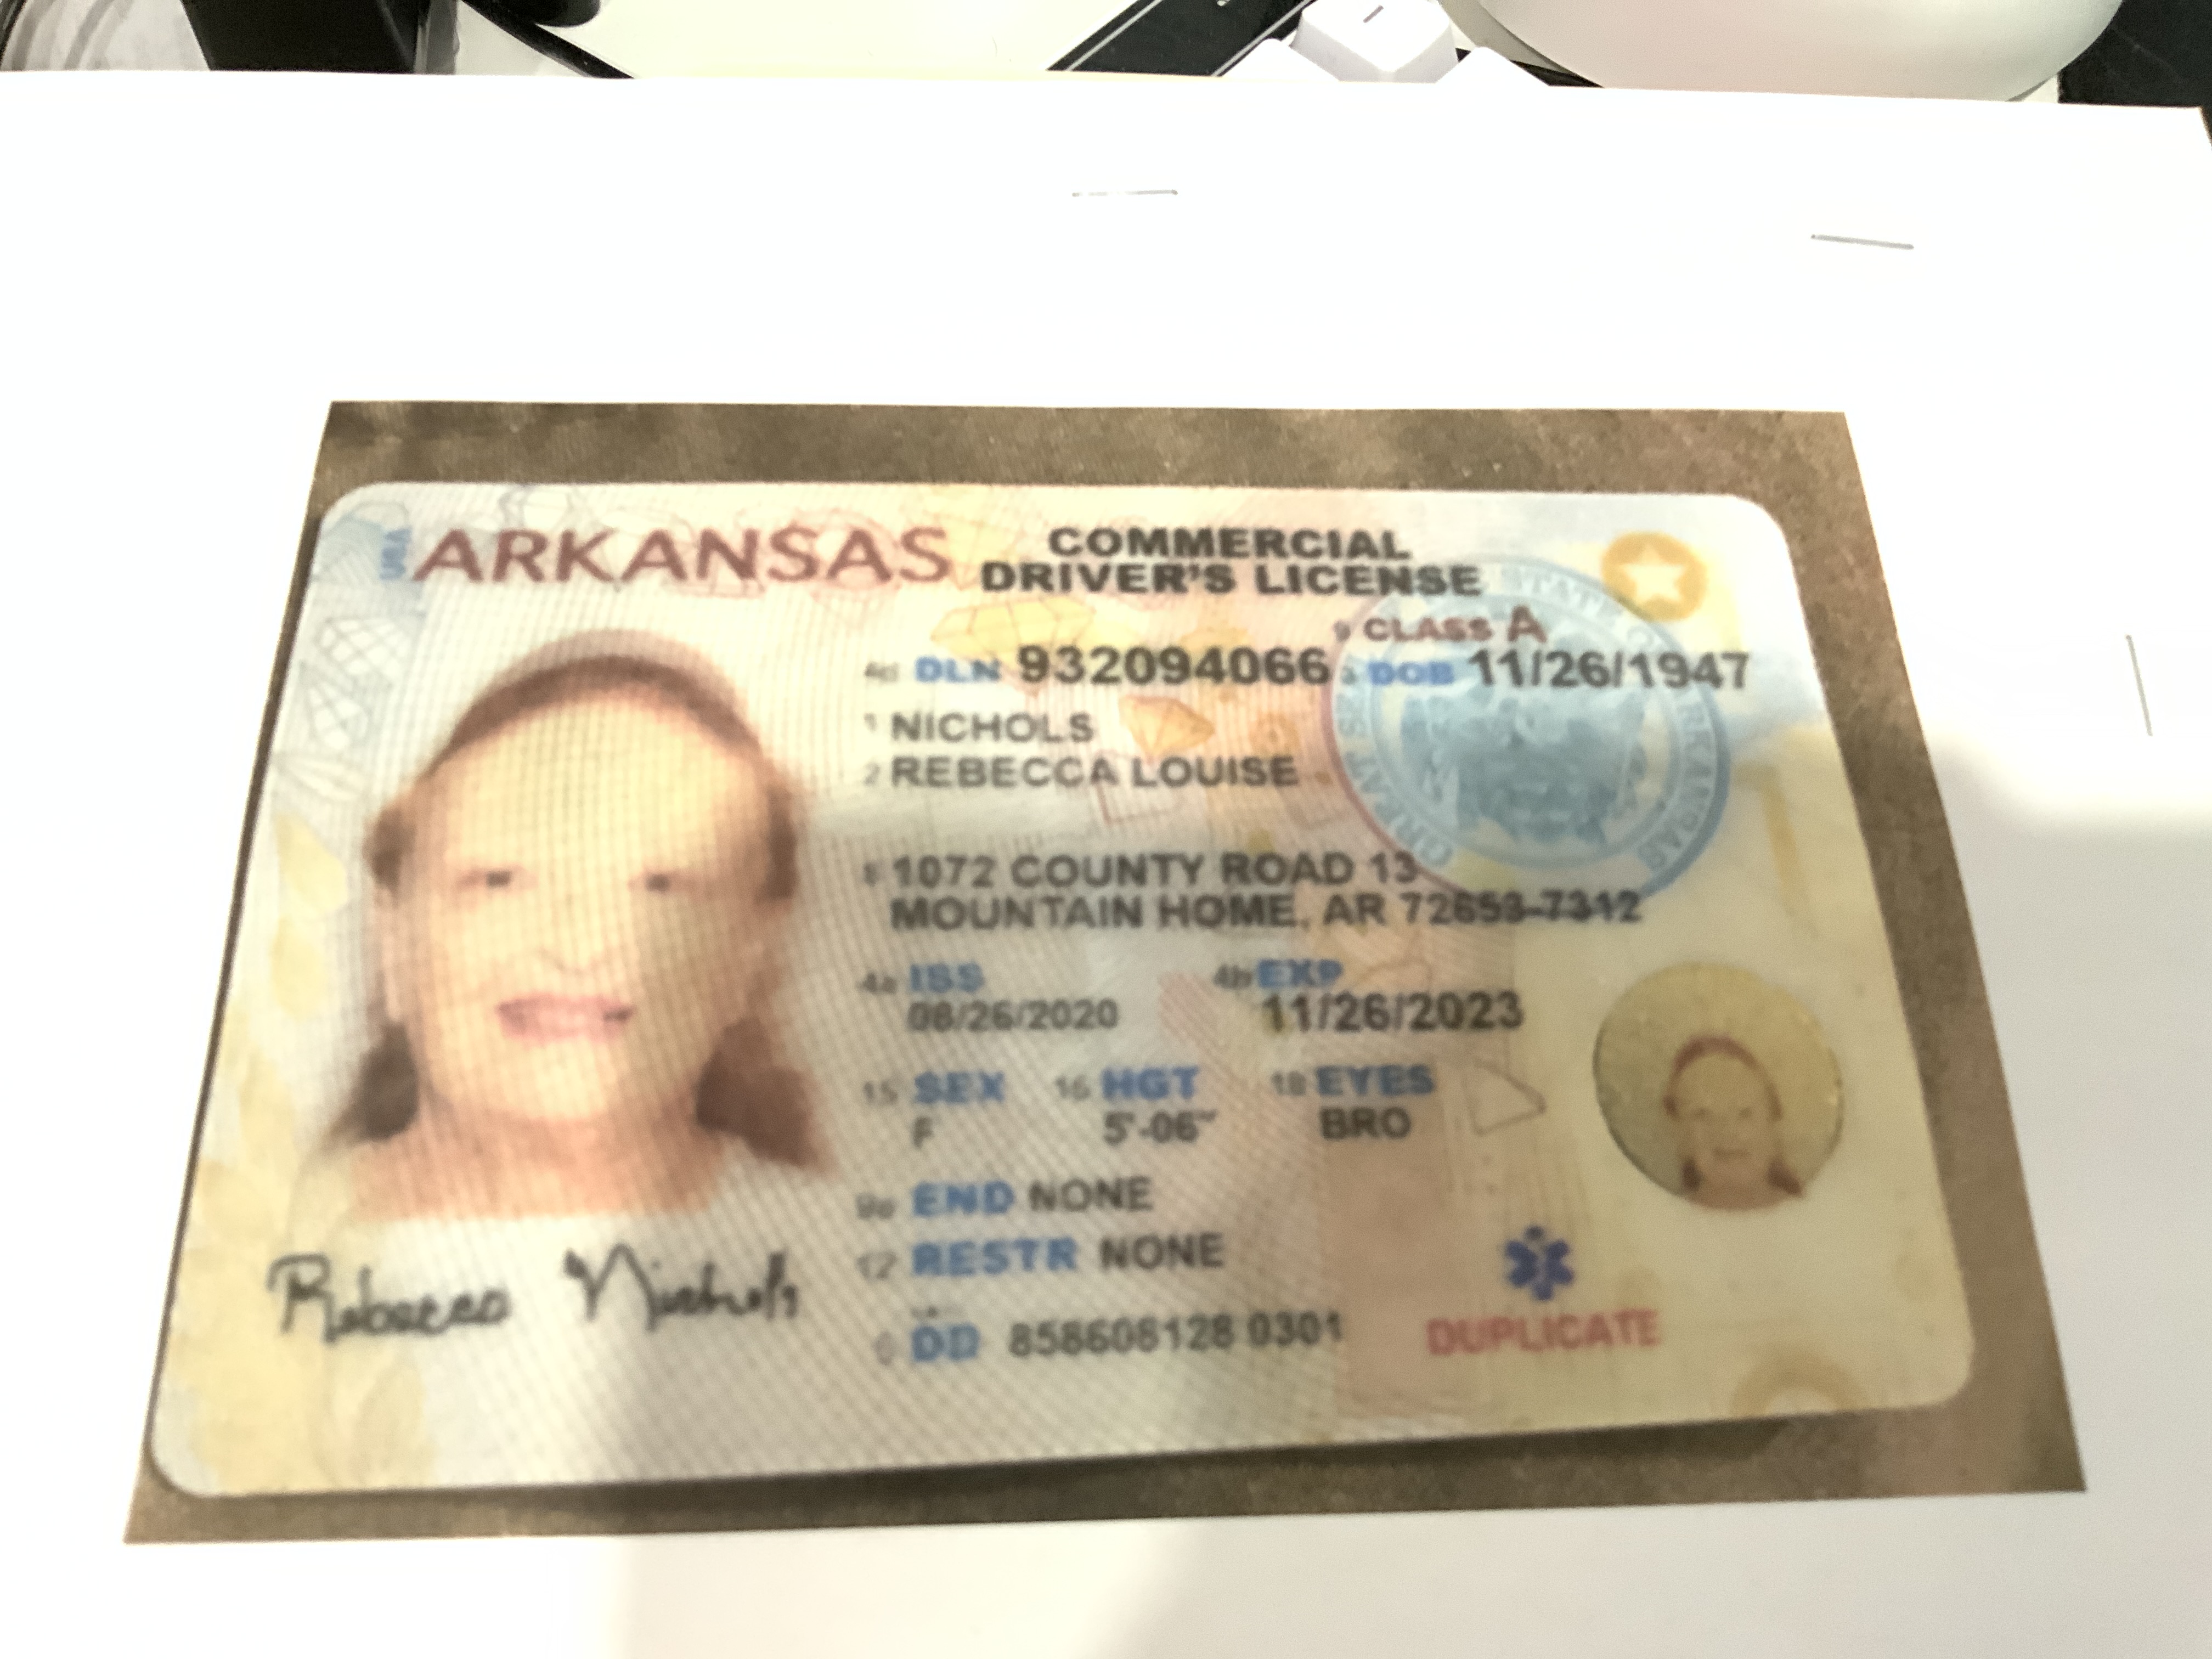 USA ARKANSAS COMMERCIAL
DRIVER'S LICENSE
9 CLASS A
4d DLN 932094066 3 DOB 11/26/1947
1 NICHOLS
2 REBECCA LOUISE
8 1072 COUNTY ROAD 13
MOUNTAIN HOME, AR 72653-7312
4a ISS 4b EXP
08/26/2020 11/26/2023
15 SEX 16 HGT 18 EYES
F 5'-06" BRO
9a END NONE
12 RESTR NONE
Rebecca Nichols
5 DD 858608128 0301
DUPLICATE